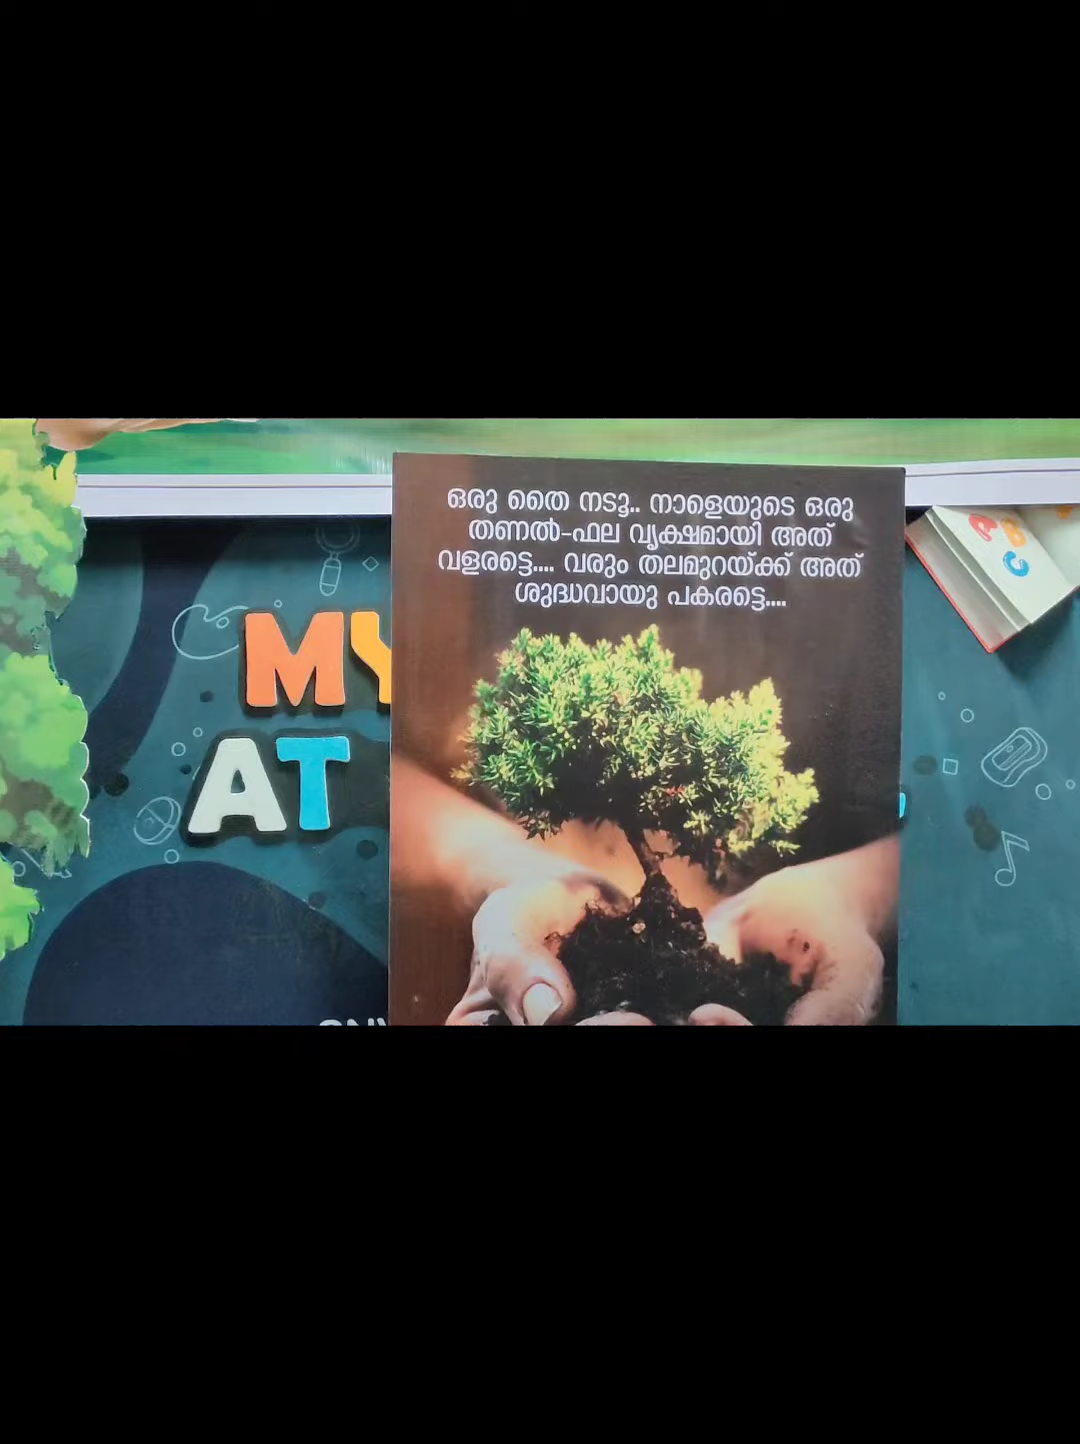 ഒരു തൈ നടൂ.. നാളെയുടെ ഒരു
തണൽ-ഫല വൃക്ഷമായി അത്
വളരട്ടെ.... വരും തലമുറയ്ക്ക് അത്
ശുദ്ധവായു പകരട്ടെ....
MY
AT